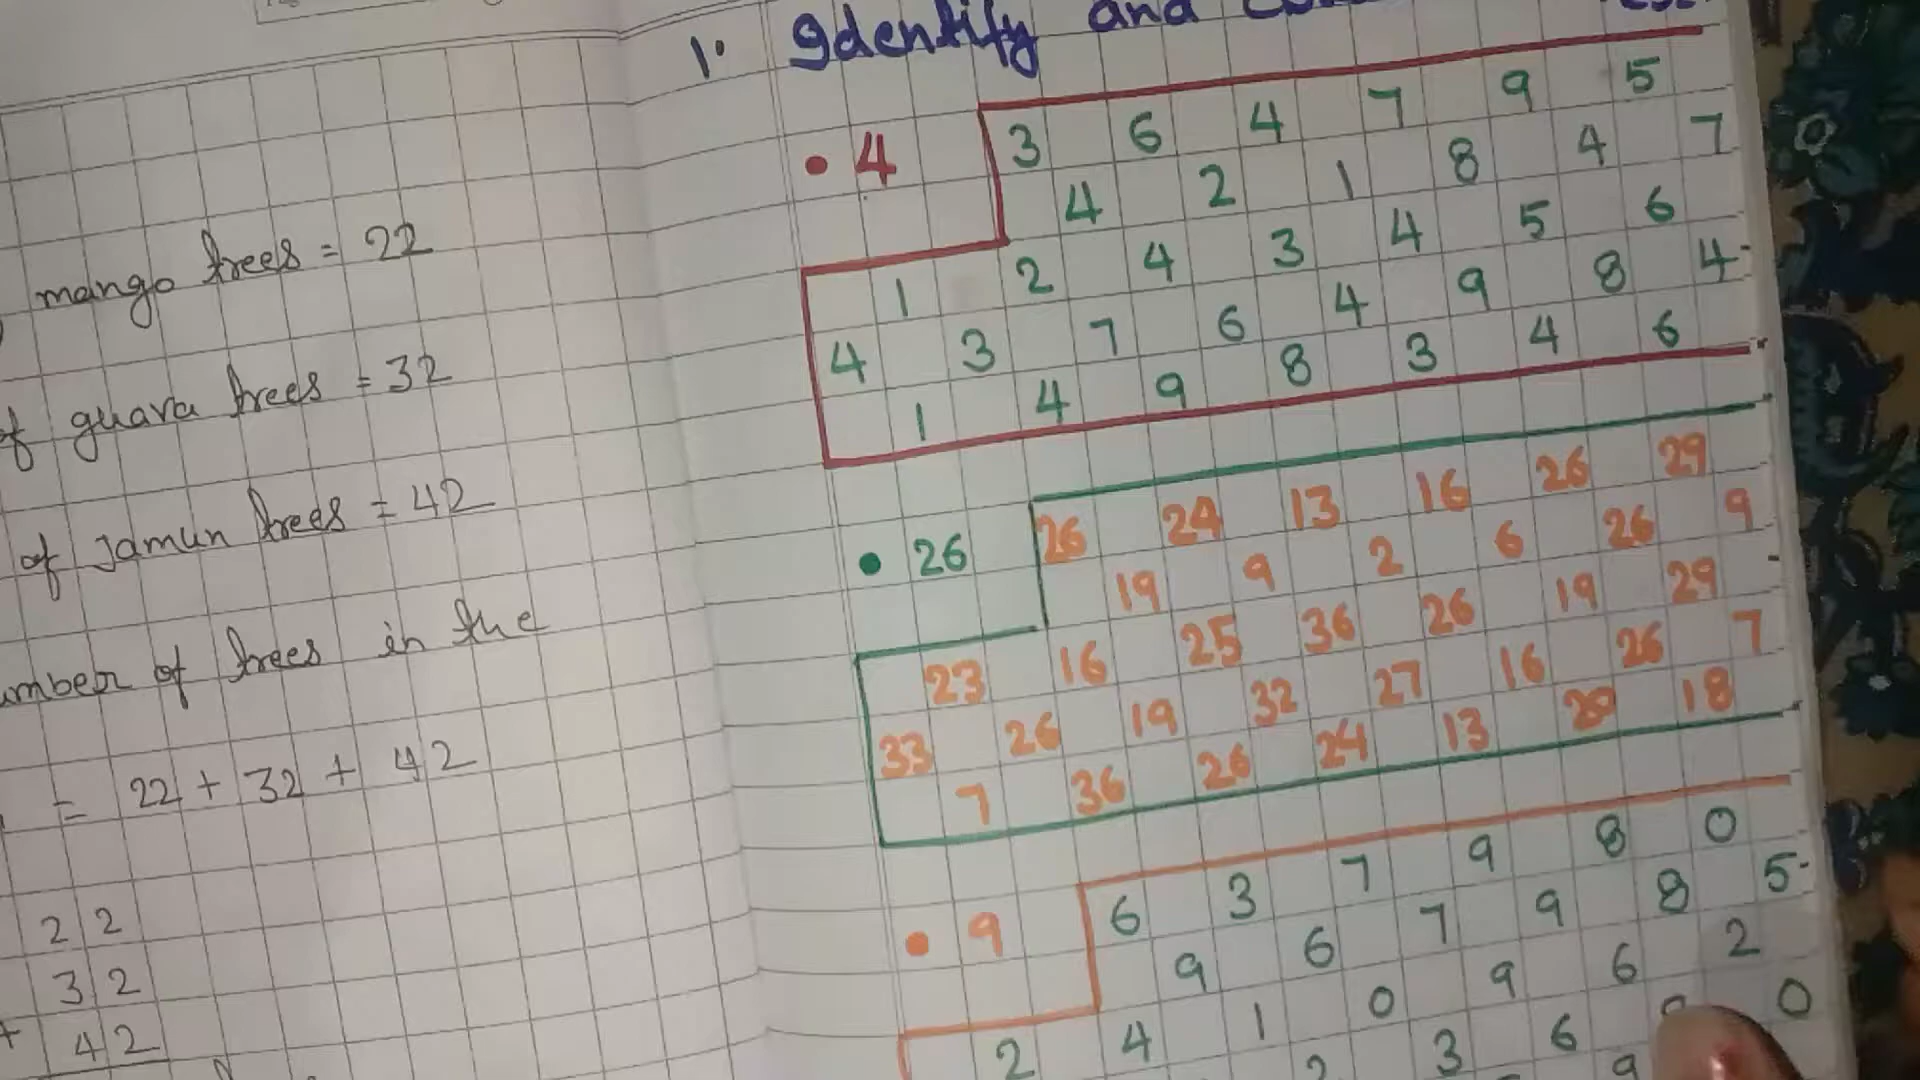 mango trees = 22
of guava trees = 32
of Jamun trees = 42
umber of trees in the
= 22 + 32 + 42
22
32
+ 42
1. Identify and
• 4
3 6 4 7 9 5
4 2 1 8 4 7
1 2 4 3 4 5 6
4 3 7 6 4 9 8 4
1 4 9 8 3 4 6
• 26
26 24 13 16 26 29
19 9 2 6 26 9
23 16 25 36 26 19 29
33 26 19 32 27 16 26 7
7 36 26 24 13 20 18
• 9
6 3 7 9 8 0
9 6 7 9 8 5
2 4 1 0 9 6 2
3 6 0